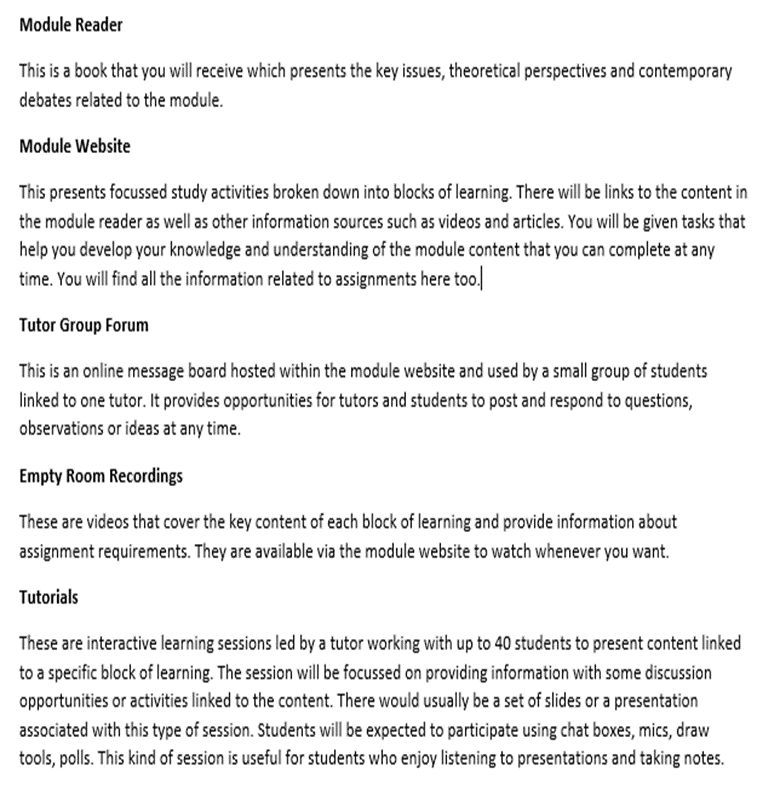 Module Reader
This is a book that you will receive which presents the key issues, theoretical perspectives and contemporary
debates related to the module.
Module Website
This presents focussed study activities broken down into blocks of learning. There will be links to the content in
the module reader as well as other information sources such as videos and articles. You will be given tasks that
help you develop your knowledge and understanding of the module content that you can complete at any
time. You will find all the information related to assignments here too.
Tutor Group Forum
This is an online message board hosted within the module website and used by a small group of students
linked to one tutor. It provides opportunities for tutors and students to post and respond to questions,
observations or ideas at any time.
Empty Room Recordings
These are videos that cover the key content of each block of learning and provide information about
assignment requirements. They are available via the module website to watch whenever you want.
Tutorials
These are interactive learning sessions led by a tutor working with up to 40 students to present content linked
to a specific block of learning. The session will be focussed on providing information with some discussion
opportunities or activities linked to the content. There would usually be a set of slides or a presentation
associated with this type of session. Students will be expected to participate using chat boxes, mics, draw
tools, polls. This kind of session is useful for students who enjoy listening to presentations and taking notes.